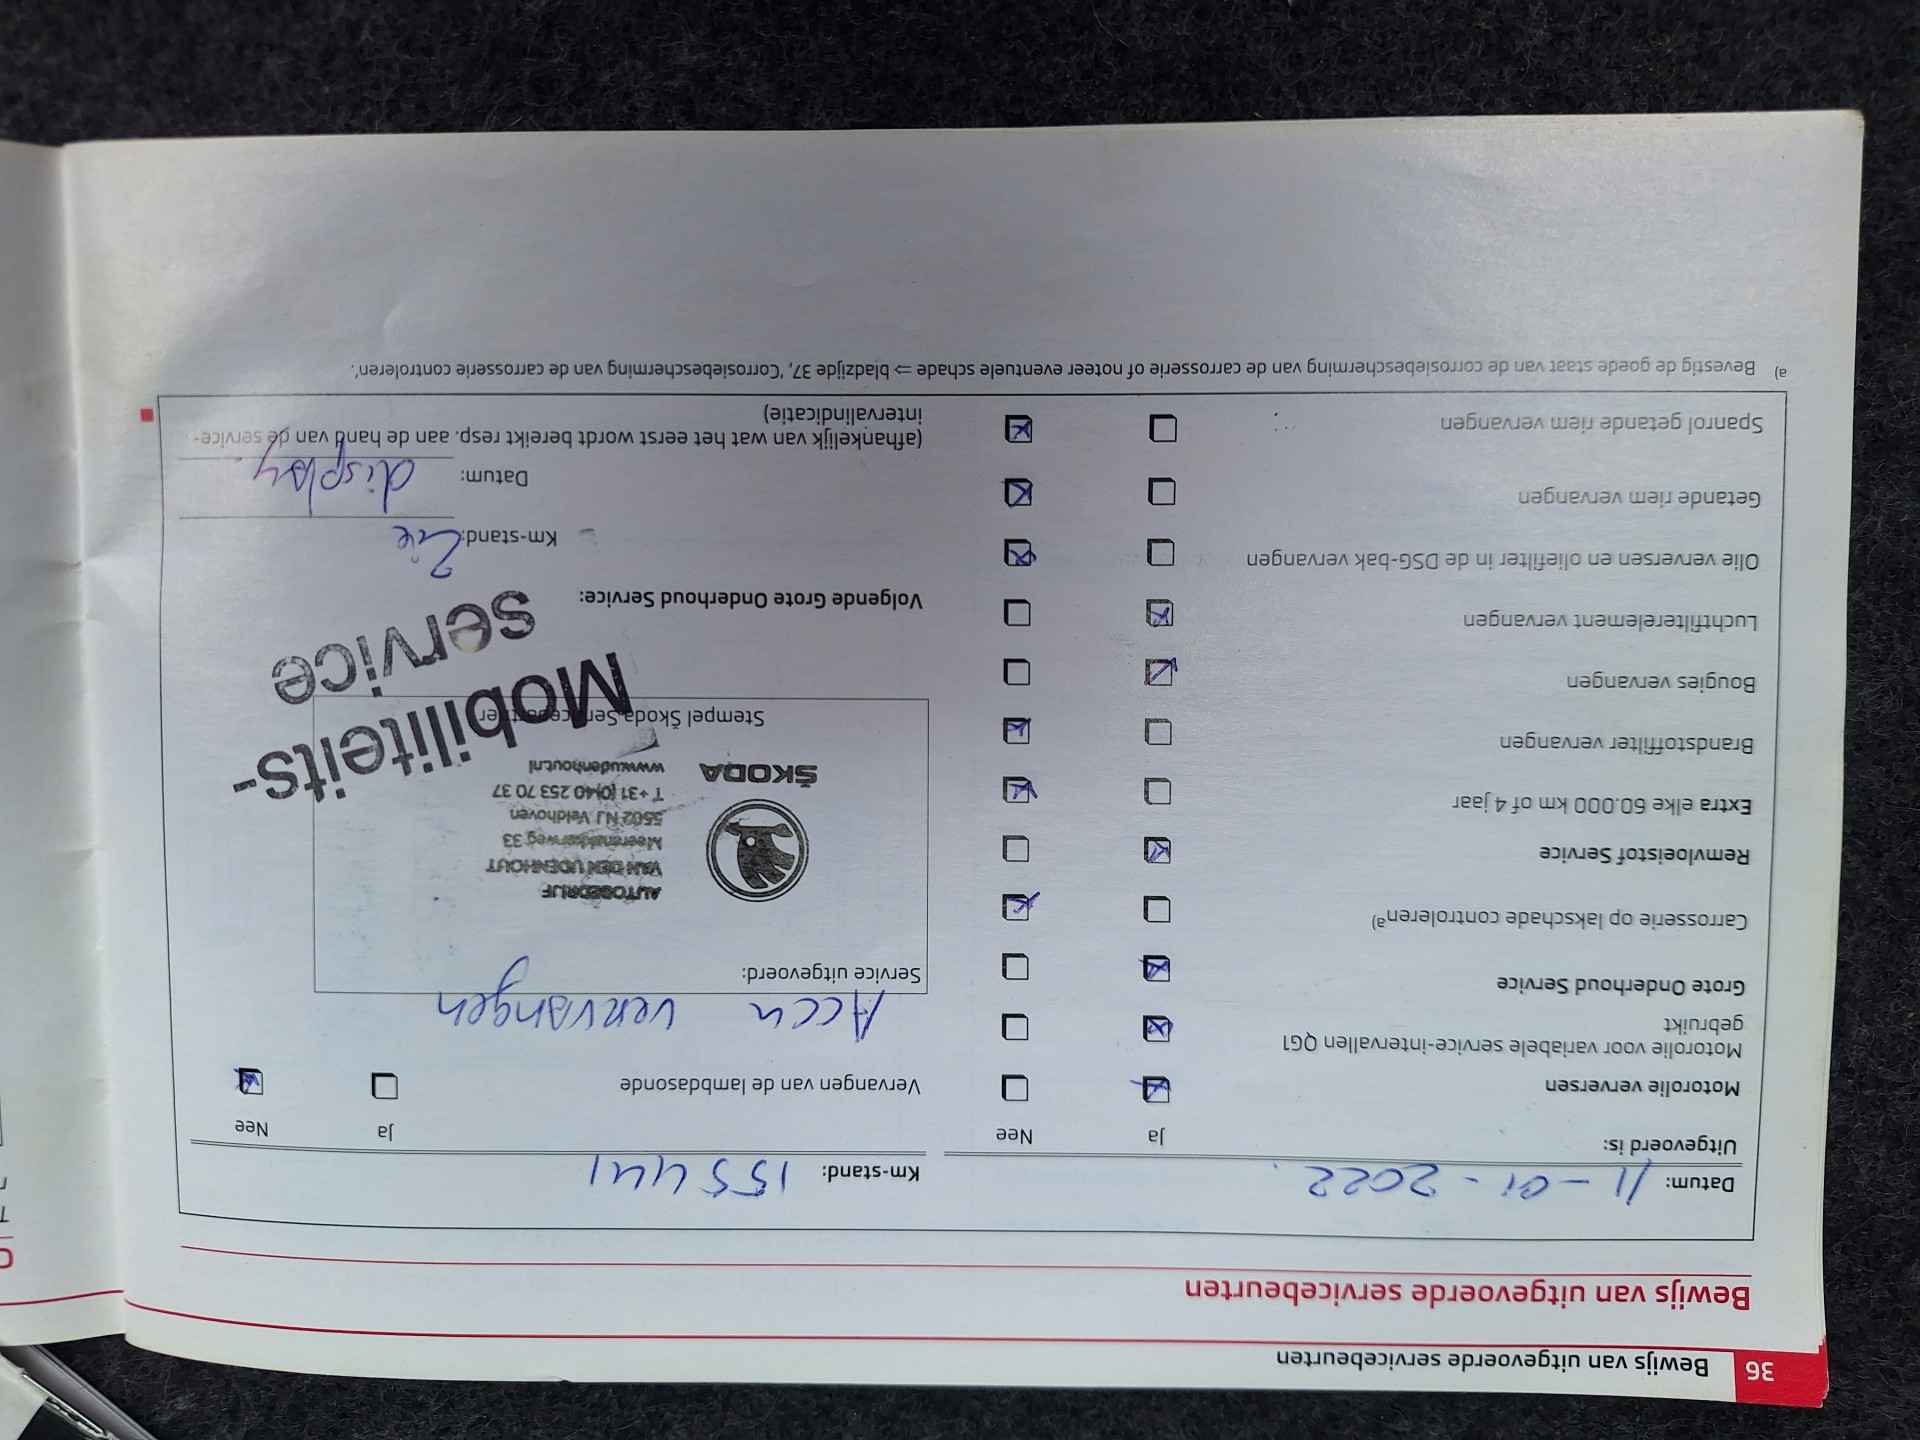 36 Bewijs van uitgevoerde servicebeurten
Bewijs van uitgevoerde servicebeurten
Datum: 11-01-2022.
Km-stand: 155441
Uitgevoerd is: Ja Nee
Motorolie verversen
Motorolie voor variabele service-intervallen QG1
gebruikt
Grote Onderhoud Service
Carrosserie op lakschade controleren a)
Remvloeistof Service
Extra elke 60.000 km of 4 jaar
Brandstoffilter vervangen
Bougies vervangen
Luchtfilterelement vervangen
Olie verversen en oliefilter in de DSG-bak vervangen
Getande riem vervangen
Spanrol getande riem vervangen
Ja Nee
Vervangen van de lambdasonde
Accu vervangen
Service uitgevoerd:
AUTOBEDRIJF
VAN DEN UDENHOUT
Meerenakkerweg 33
5502 NJ Veldhoven
T +31 (0)40 253 70 37
www.udenhout.nl
ŠKODA
Stempel Škoda Servicepartner
Mobiliteits-
service
Volgende Grote Onderhoud Service:
Km-stand: Zie
Datum: display.
(afhankelijk van wat het eerst wordt bereikt resp. aan de hand van de service-
intervalindicatie)
a) Bevestig de goede staat van de corrosiebescherming van de carrosserie of noteer eventuele schade ⇒ bladzijde 37, 'Corrosiebescherming van de carrosserie controleren'.